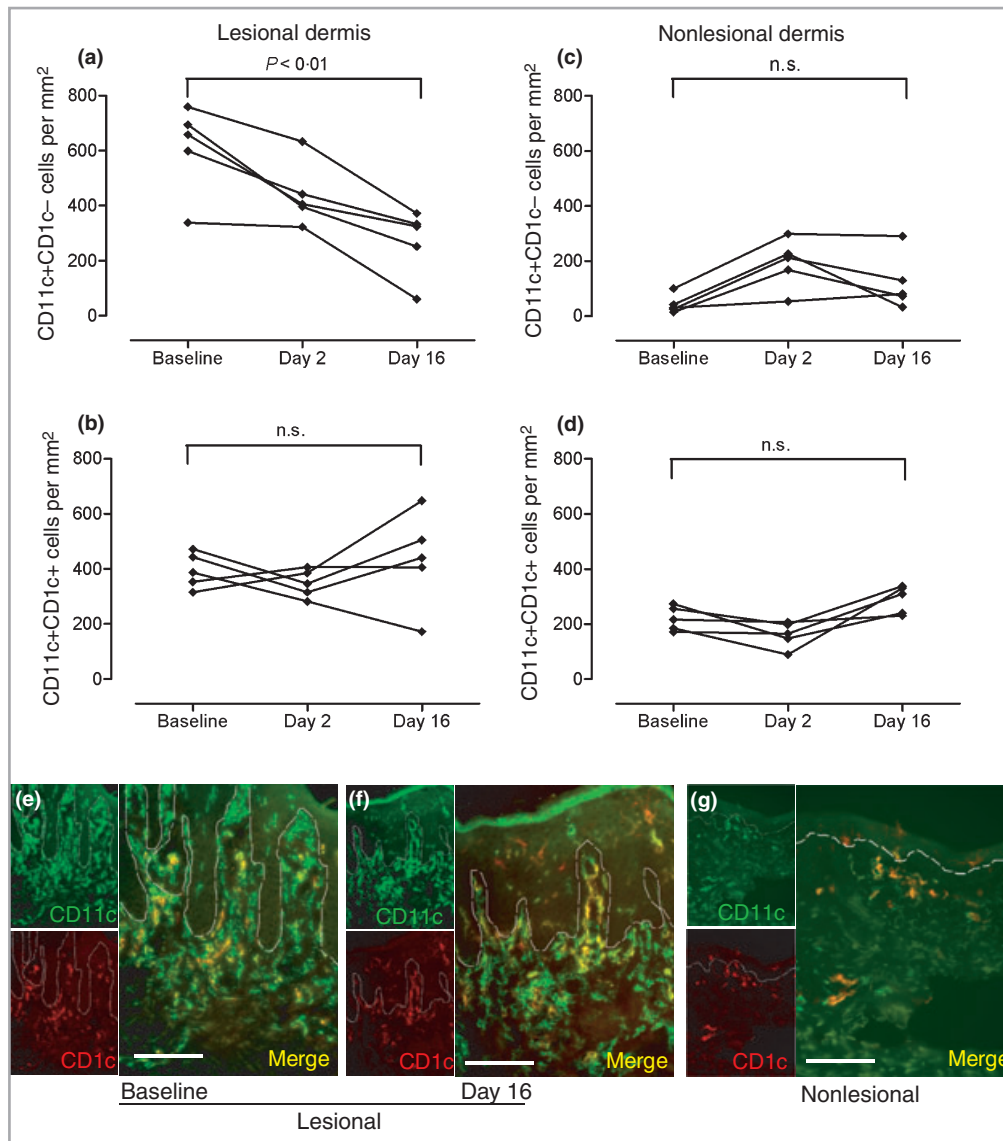 Lesional dermis
Nonlesional dermis
(a)
P < 0·01
CD11c+CD1c– cells per mm²
800
600
400
200
0
Baseline
Day 2
Day 16
(c)
n.s.
CD11c+CD1c– cells per mm²
800
600
400
200
0
Baseline
Day 2
Day 16
(b)
n.s.
CD11c+CD1c+ cells per mm²
800
600
400
200
0
Baseline
Day 2
Day 16
(d)
n.s.
CD11c+CD1c+ cells per mm²
800
600
400
200
0
Baseline
Day 2
Day 16
(e)
CD11c
CD1c
Merge
(f)
CD11c
CD1c
Merge
(g)
CD11c
CD1c
Merge
Baseline
Day 16
Lesional
Nonlesional